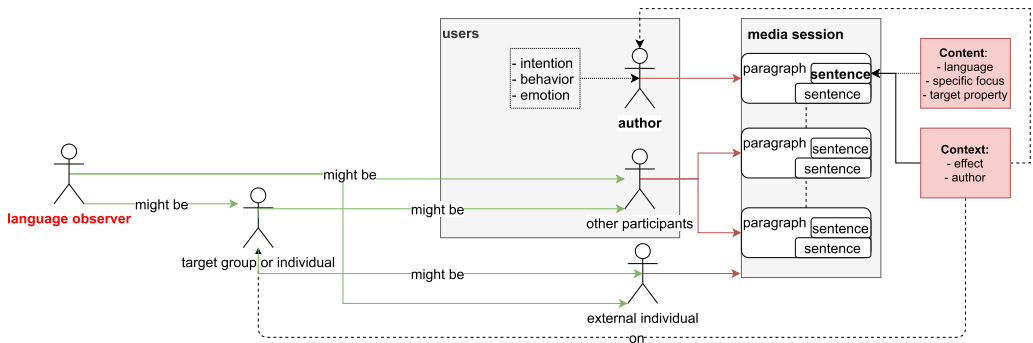 users
media session
- intention
- behavior
- emotion
author
paragraph
sentence
sentence
Content:
- language
- specific focus
- target property
paragraph
sentence
sentence
Context:
- effect
- author
might be
language observer
might be
might be
other participants
paragraph
sentence
sentence
target group or individual
might be
external individual
on